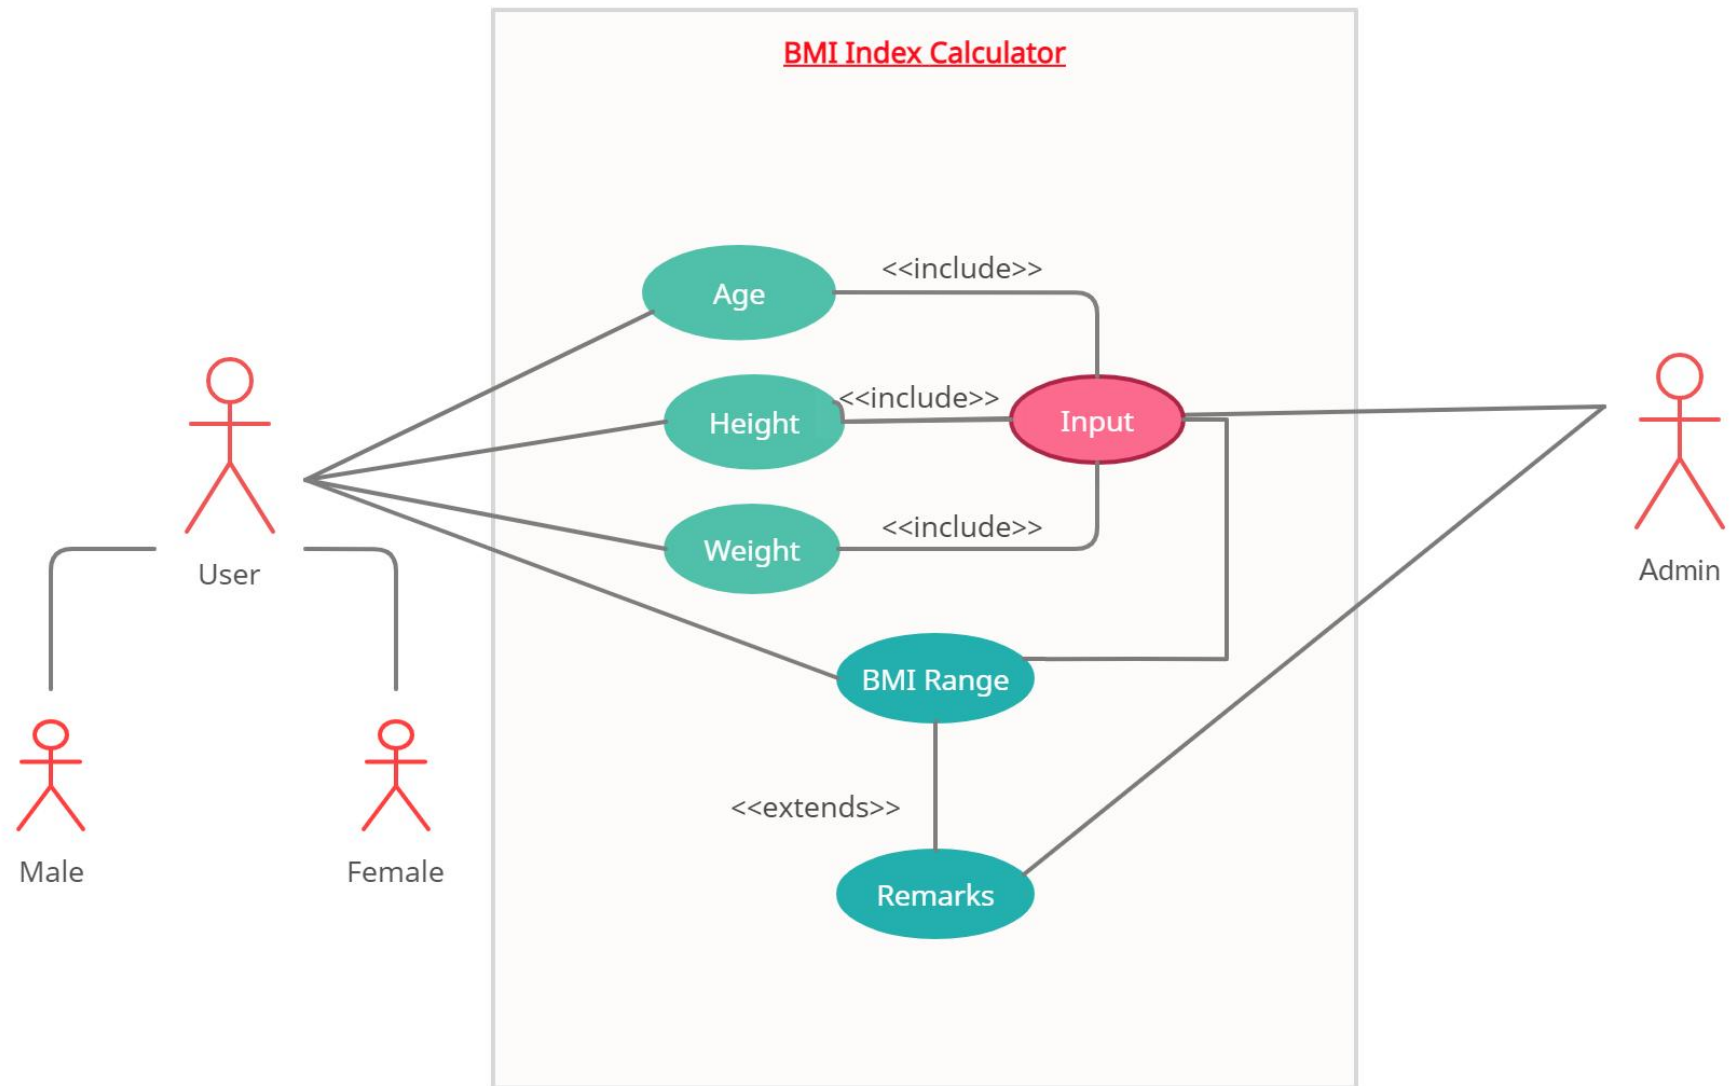 BMI Index Calculator
Age
<<include>>
Height
<<include>>
Input
Weight
<<include>>
User
Admin
BMI Range
<<extends>>
Male
Female
Remarks